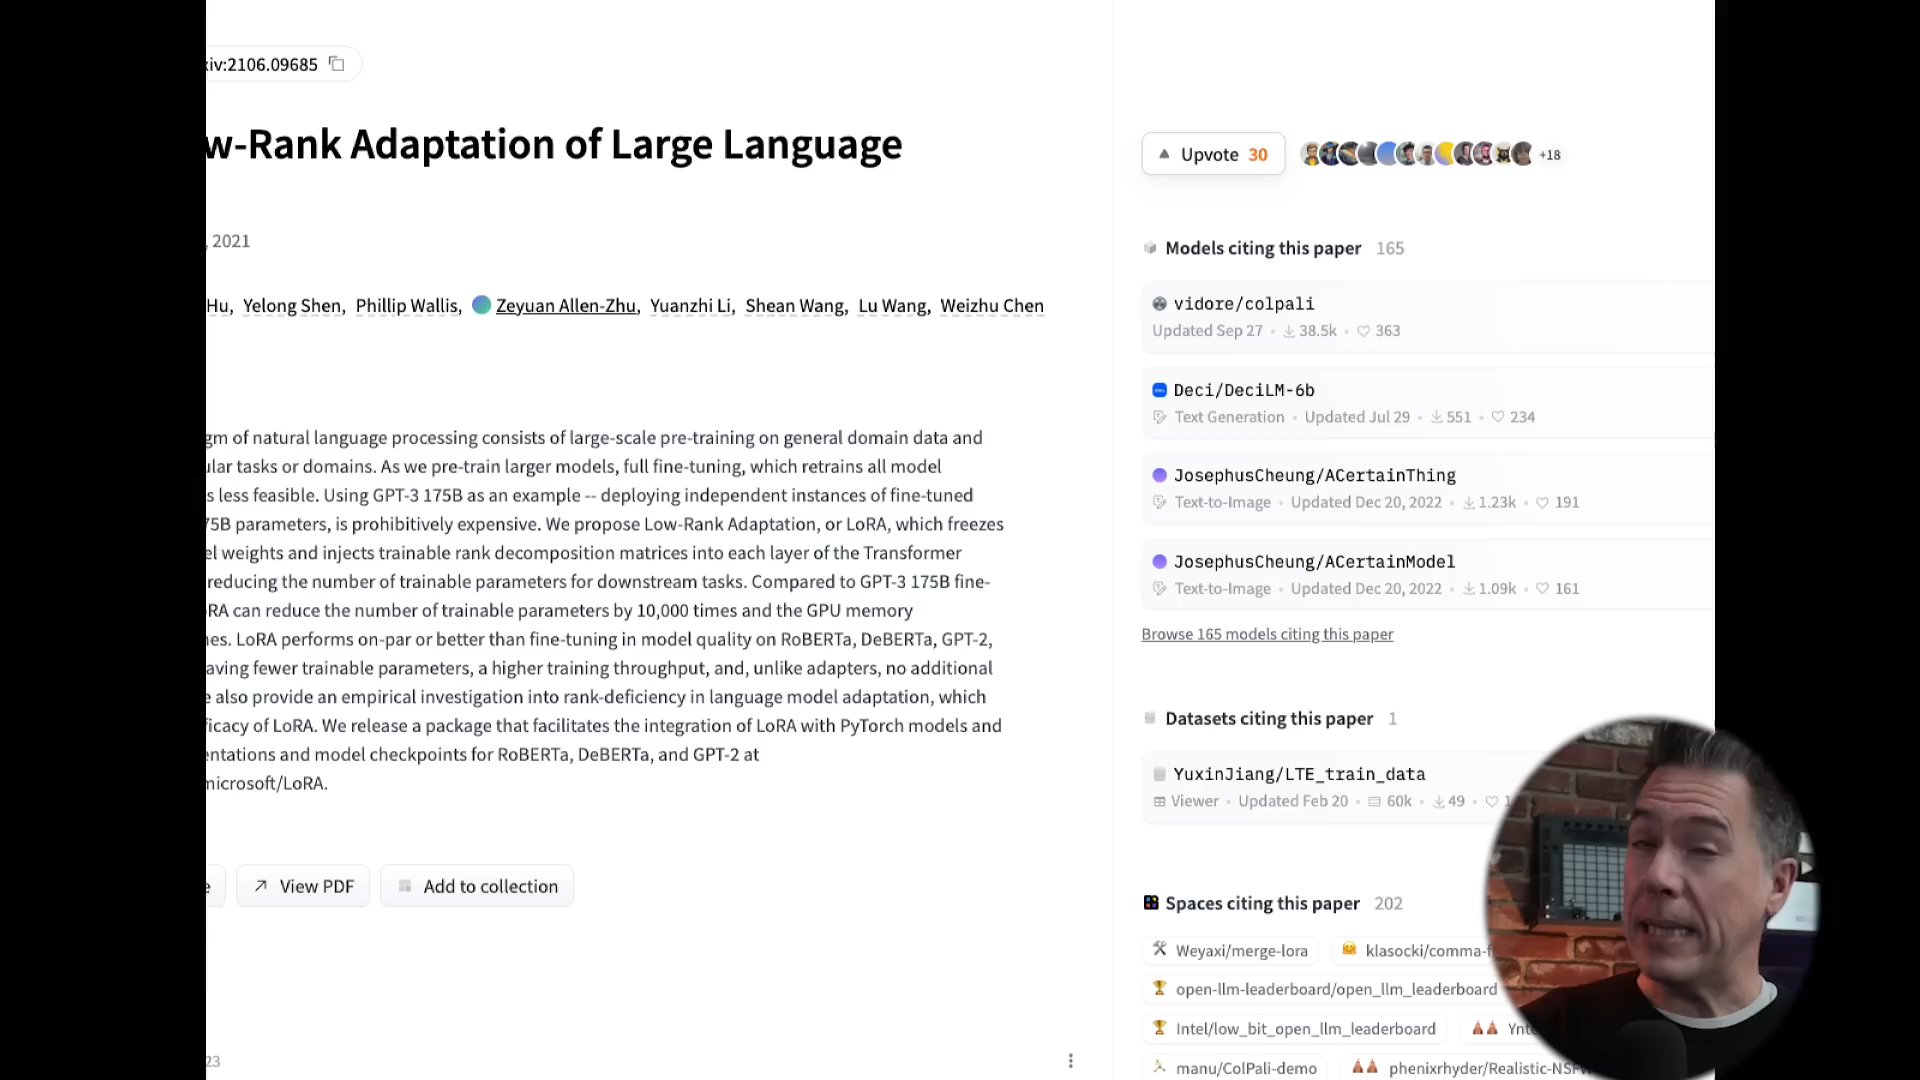 iv:2106.09685
w-Rank Adaptation of Large Language
, 2021
Hu, Yelong Shen, Phillip Wallis, Zeyuan Allen-Zhu, Yuanzhi Li, Shean Wang, Lu Wang, Weizhu Chen
gm of natural language processing consists of large-scale pre-training on general domain data and
ular tasks or domains. As we pre-train larger models, full fine-tuning, which retrains all model
s less feasible. Using GPT-3 175B as an example -- deploying independent instances of fine-tuned
75B parameters, is prohibitively expensive. We propose Low-Rank Adaptation, or LoRA, which freezes
el weights and injects trainable rank decomposition matrices into each layer of the Transformer
reducing the number of trainable parameters for downstream tasks. Compared to GPT-3 175B fine-
RA can reduce the number of trainable parameters by 10,000 times and the GPU memory
nes. LoRA performs on-par or better than fine-tuning in model quality on RoBERTa, DeBERTa, GPT-2,
aving fewer trainable parameters, a higher training throughput, and, unlike adapters, no additional
e also provide an empirical investigation into rank-deficiency in language model adaptation, which
ficacy of LoRA. We release a package that facilitates the integration of LoRA with PyTorch models and
entations and model checkpoints for RoBERTa, DeBERTa, and GPT-2 at
microsoft/LoRA.
e View PDF Add to collection
23
Upvote 30 +18
Models citing this paper 165
vidore/colpali
Updated Sep 27 • 38.5k • 363
Deci/DeciLM-6b
Text Generation • Updated Jul 29 • 551 • 234
JosephusCheung/ACertainThing
Text-to-Image • Updated Dec 20, 2022 • 1.23k • 191
JosephusCheung/ACertainModel
Text-to-Image • Updated Dec 20, 2022 • 1.09k • 161
Browse 165 models citing this paper
Datasets citing this paper 1
YuxinJiang/LTE_train_data
Viewer • Updated Feb 20 • 60k • 49 • 1
Spaces citing this paper 202
Weyaxi/merge-lora klasocki/comma-f
open-llm-leaderboard/open_llm_leaderboard
Intel/low_bit_open_llm_leaderboard Ynte
manu/ColPali-demo phenixrhyder/Realistic-NSFW